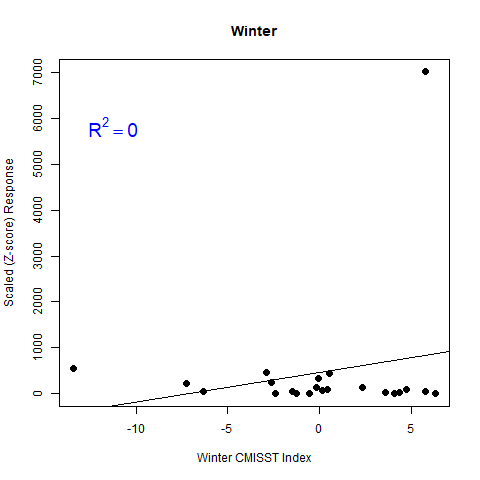 Winter
R² = 0
Scaled (Z-score) Response
7000
6000
5000
4000
3000
2000
1000
0
-10 -5 0 5
Winter CMISST Index